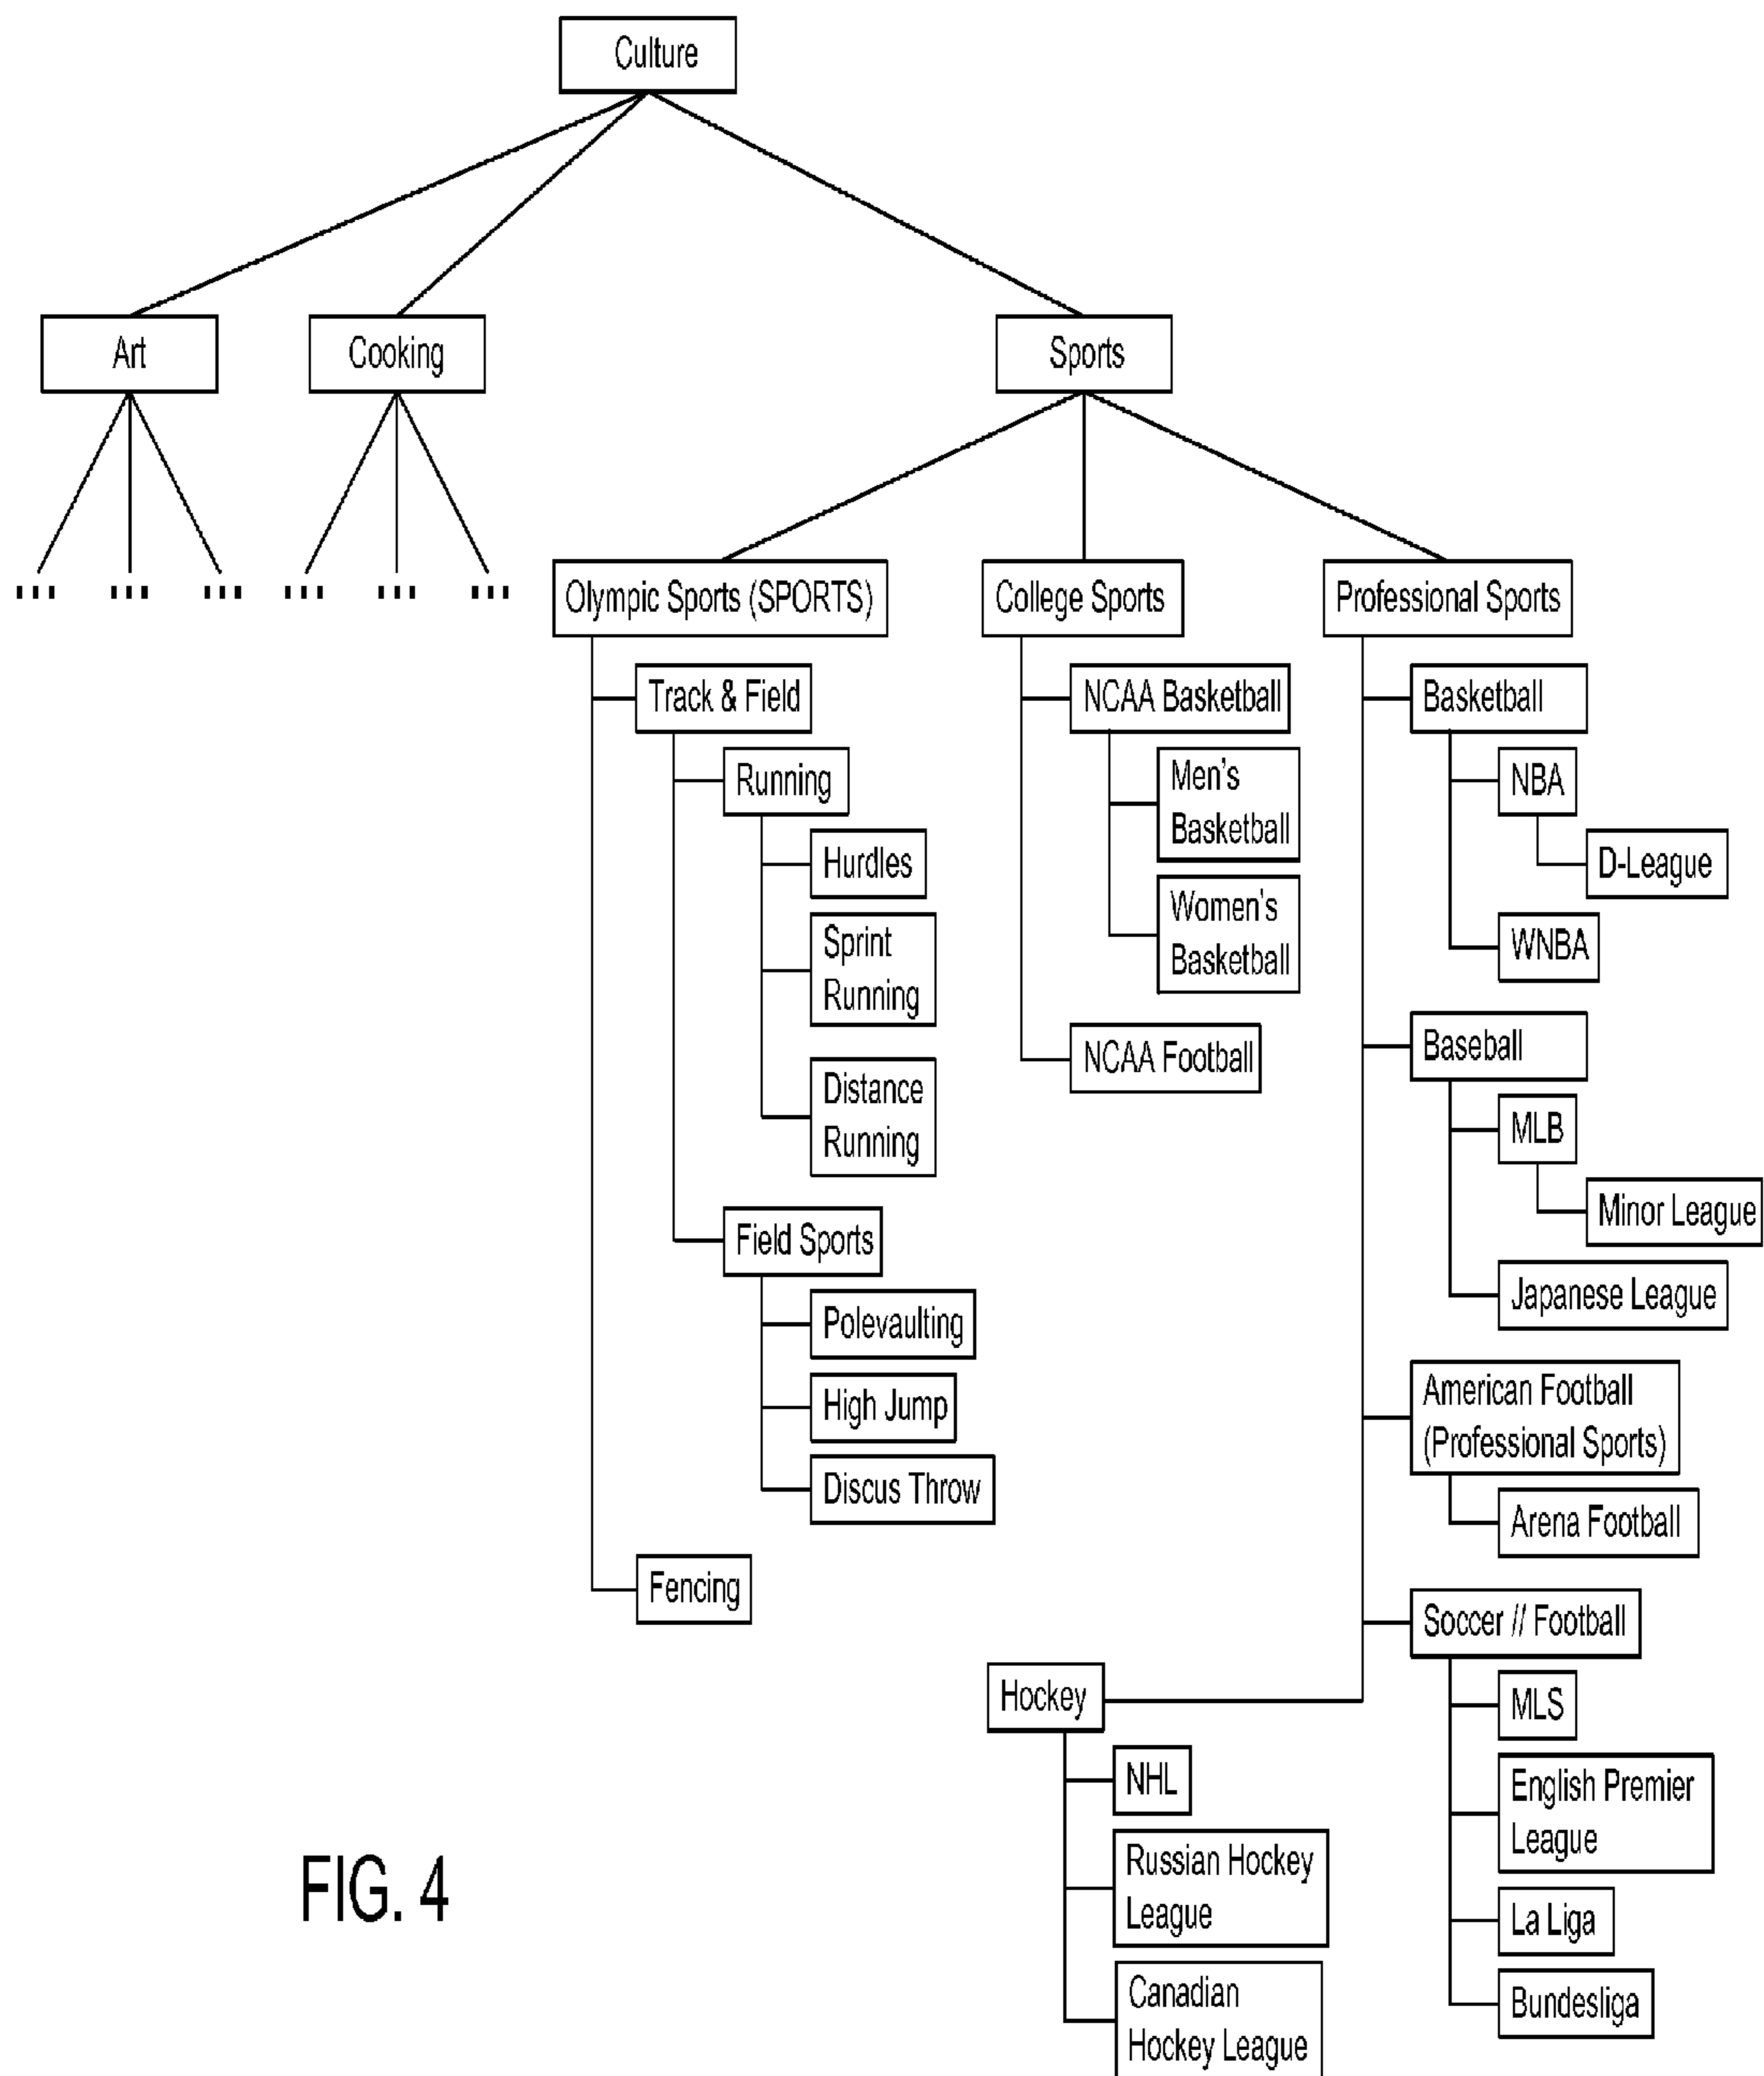 Culture
Art
Cooking
Sports
Olympic Sports (SPORTS)
College Sports
Professional Sports
Track & Field
Running
Hurdles
Sprint
Running
Distance
Running
Field Sports
Polevaulting
High Jump
Discus Throw
Fencing
NCAA Basketball
Men's
Basketball
Women's
Basketball
NCAA Football
Basketball
NBA
D-League
WNBA
Baseball
MLB
Minor League
Japanese League
American Football
(Professional Sports)
Arena Football
Soccer // Football
MLS
English Premier
League
La Liga
Bundesliga
Hockey
NHL
Russian Hockey
League
Canadian
Hockey League
FIG. 4